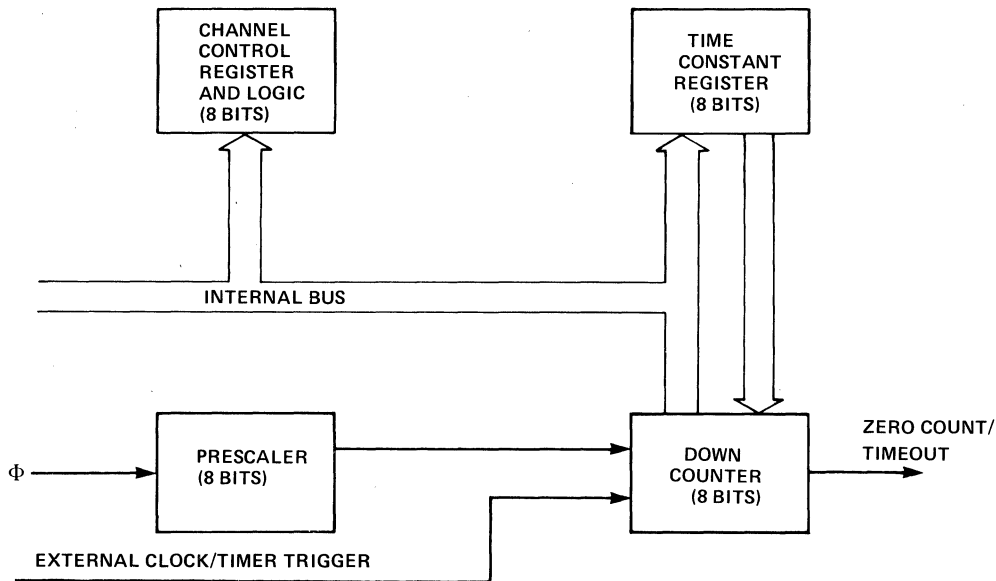 CHANNEL
CONTROL
REGISTER
AND LOGIC
(8 BITS)
TIME
CONSTANT
REGISTER
(8 BITS)
INTERNAL BUS
Φ
PRESCALER
(8 BITS)
DOWN
COUNTER
(8 BITS)
ZERO COUNT/
TIMEOUT
EXTERNAL CLOCK/TIMER TRIGGER